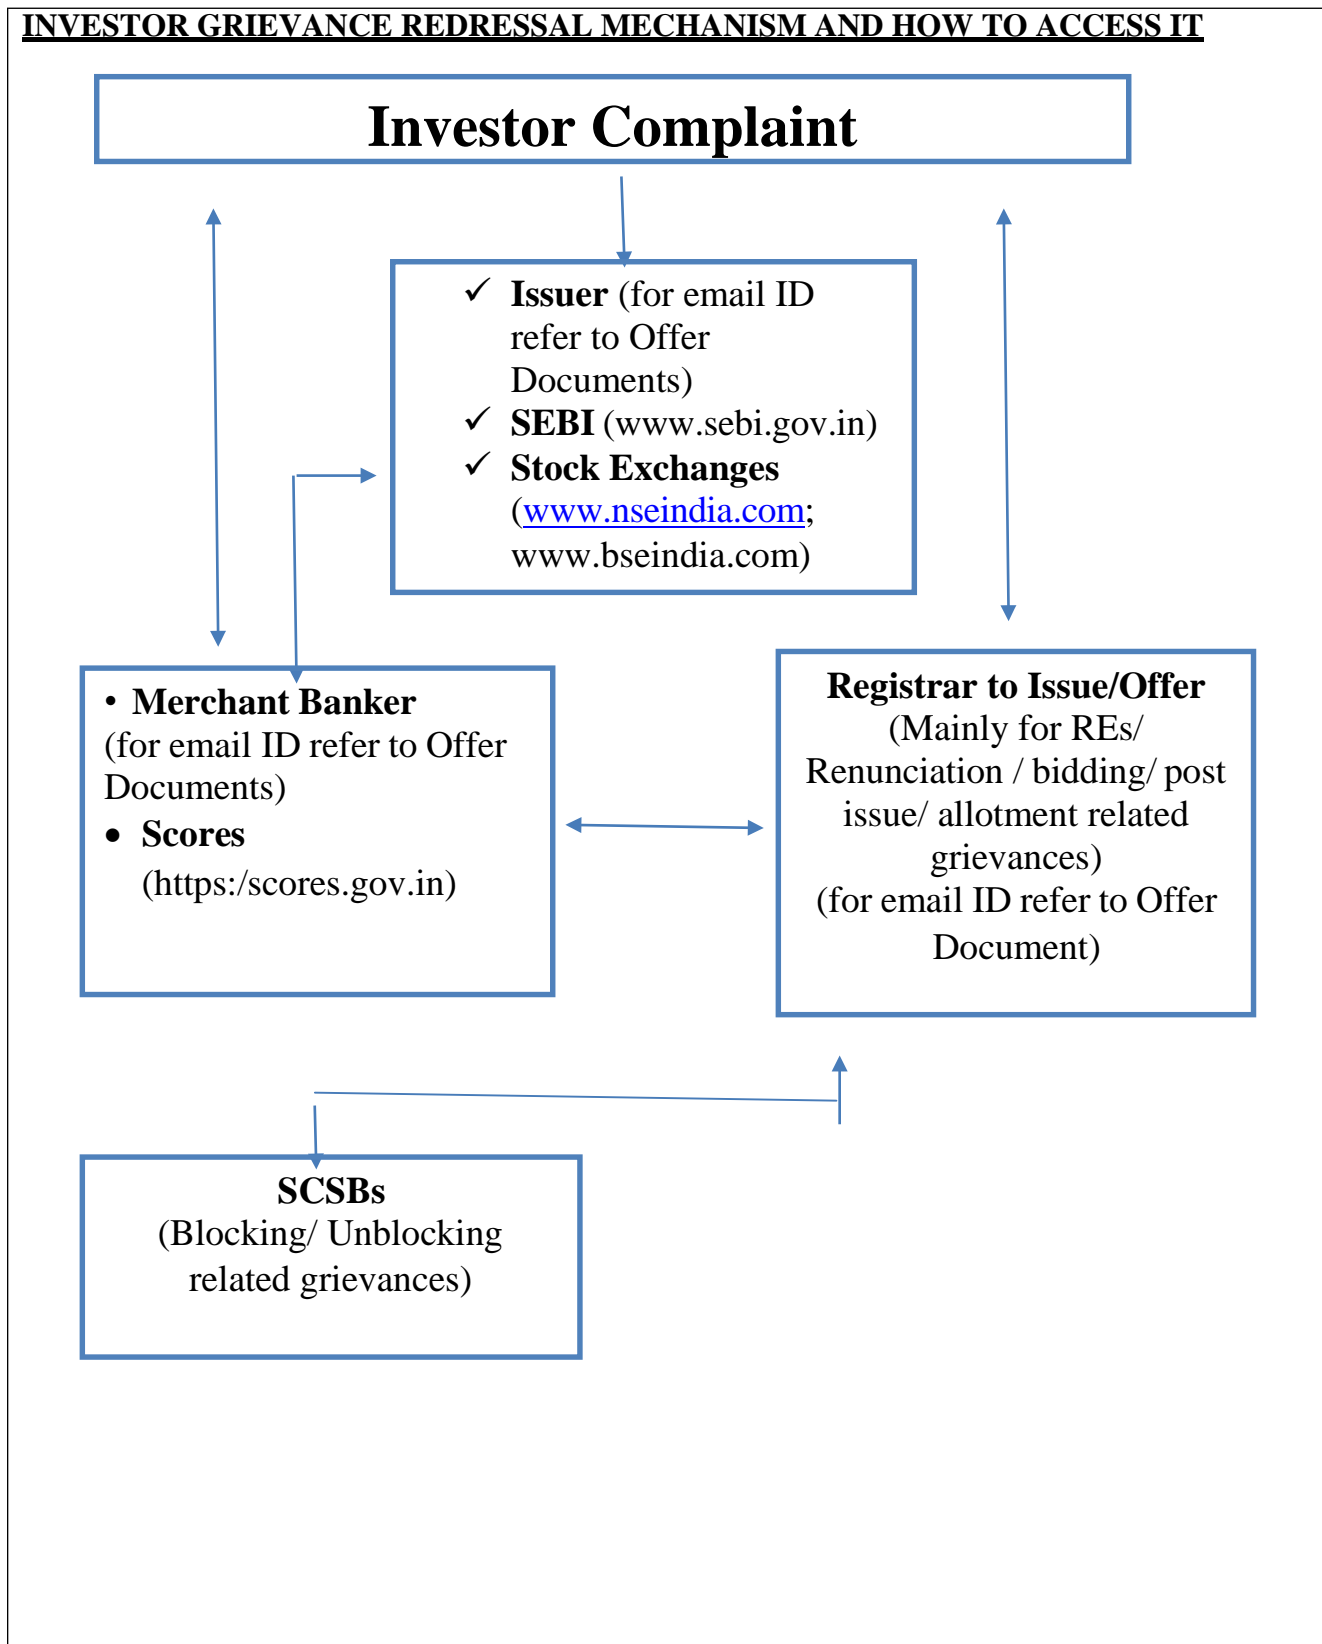 INVESTOR GRIEVANCE REDRESSAL MECHANISM AND HOW TO ACCESS IT
Investor Complaint
✓ Issuer (for email ID
refer to Offer
Documents)
✓ SEBI (www.sebi.gov.in)
✓ Stock Exchanges
(www.nseindia.com;
www.bseindia.com)
• Merchant Banker
(for email ID refer to Offer
Documents)
• Scores
(https:/scores.gov.in)
Registrar to Issue/Offer
(Mainly for REs/
Renunciation / bidding/ post
issue/ allotment related
grievances)
(for email ID refer to Offer
Document)
SCSBs
(Blocking/ Unblocking
related grievances)